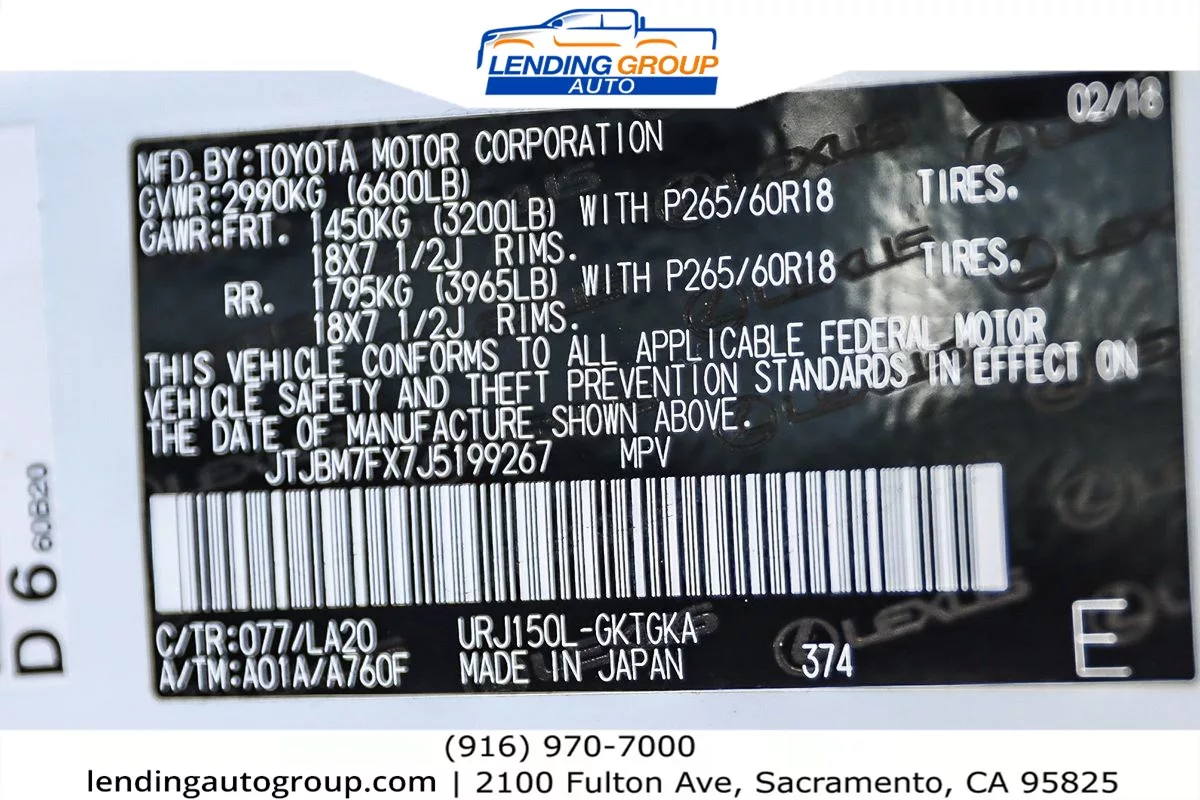 LENDING GROUP
AUTO
02/18
MFD. BY:TOYOTA MOTOR CORPORATION
GVWR:2990KG (6600LB)
GAWR:FRT. 1450KG (3200LB) WITH P265/60R18 TIRES.
18X7 1/2J RIMS.
RR. 1795KG (3965LB) WITH P265/60R18 TIRES.
18X7 1/2J RIMS.
THIS VEHICLE CONFORMS TO ALL APPLICABLE FEDERAL MOTOR
VEHICLE SAFETY AND THEFT PREVENTION STANDARDS IN EFFECT ON
THE DATE OF MANUFACTURE SHOWN ABOVE.
JTJBM7FX7J5199267 MPV
C/TR:077/LA20 URJ150L-GKTGKA
A/TM:A01A/A760F MADE IN JAPAN 374
E
LEXUS
D 6 60B20
(916) 970-7000
lendingautogroup.com | 2100 Fulton Ave, Sacramento, CA 95825